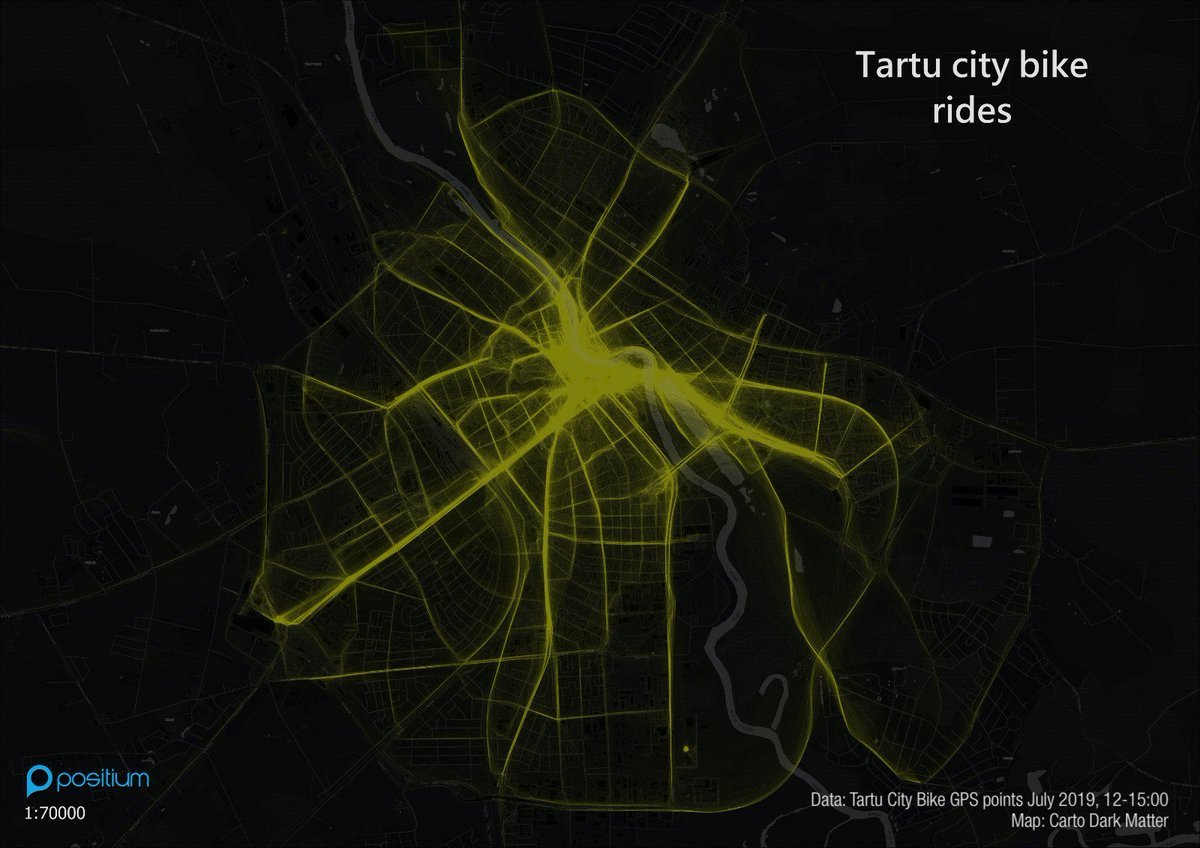 Tartu city bike
rides
positium
1:70000
Data: Tartu City Bike GPS points July 2019, 12-15:00
Map: Carto Dark Matter